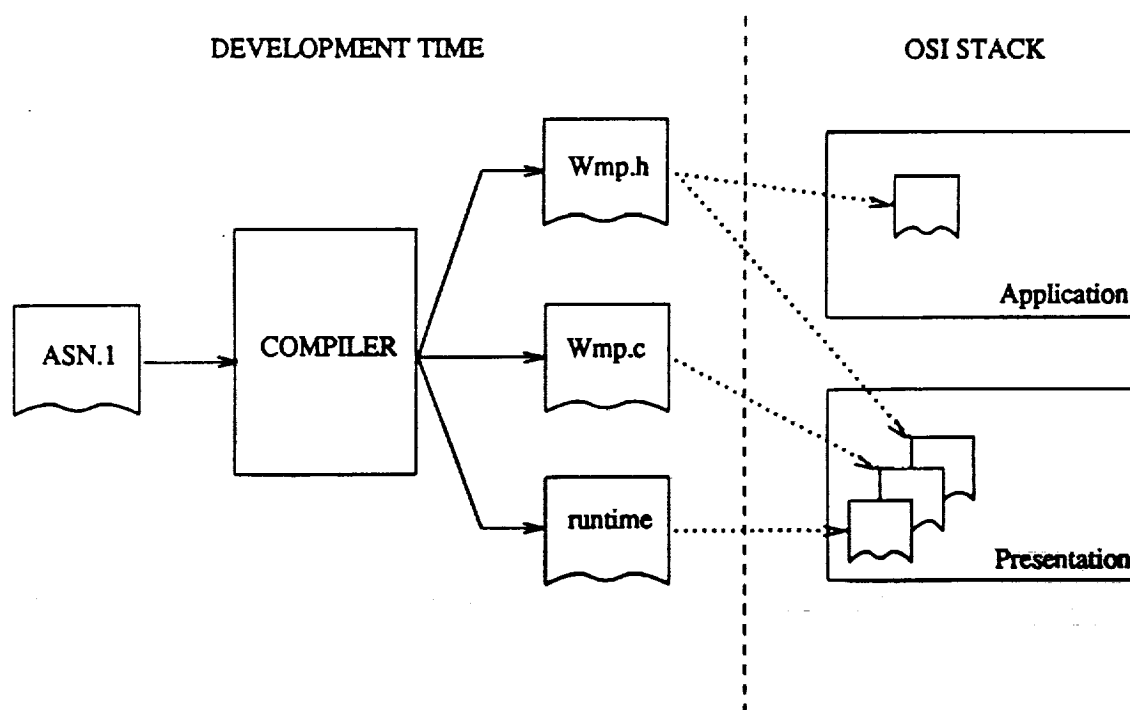 DEVELOPMENT TIME
OSI STACK
Wmp.h
Application
ASN.1
COMPILER
Wmp.c
runtime
Presentation